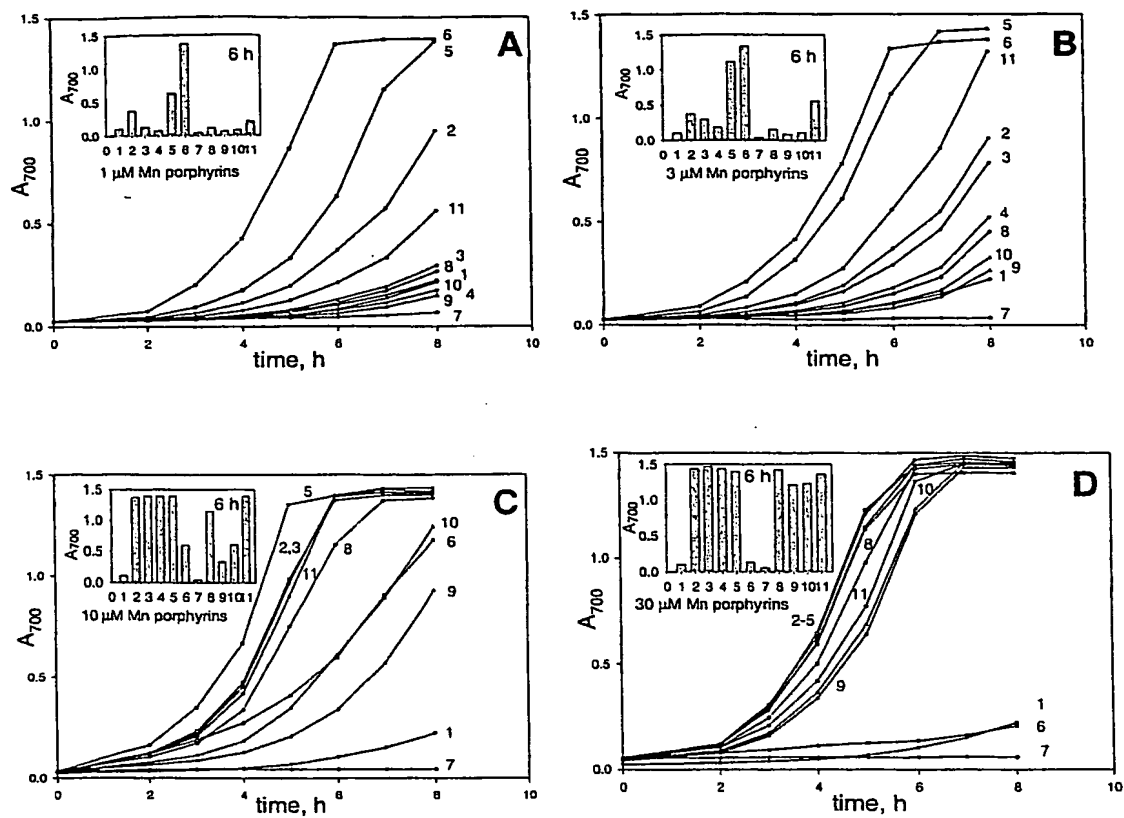 A
1.5
1.0
0.5
0.0
A700
0 2 4 6 8 10
time, h
6
5
2
11
3
8 1
10 4
9
7
1.5
1.0
0.5
0.0
A700
6 h
0 1 2 3 4 5 6 7 8 9 10 11
1 μM Mn porphyrins
B
1.5
1.0
0.5
0.0
A700
0 2 4 6 8 10
time, h
5
6
11
2
3
4
8
10
9
1
7
1.5
1.0
0.5
0.0
A700
6 h
0 1 2 3 4 5 6 7 8 9 10 11
3 μM Mn porphyrins
C
1.5
1.0
0.5
0.0
A700
0 2 4 6 8 10
time, h
5
2,3
11
8
10
6
9
1
7
1.5
1.0
0.5
0.0
A700
6 h
0 1 2 3 4 5 6 7 8 9 10 11
10 μM Mn porphyrins
D
1.5
1.0
0.5
0.0
A700
0 2 4 6 8 10
time, h
10
8
11
2-5
9
1
6
7
1.5
1.0
0.5
0.0
A700
6 h
0 1 2 3 4 5 6 7 8 9 10 11
30 μM Mn porphyrins